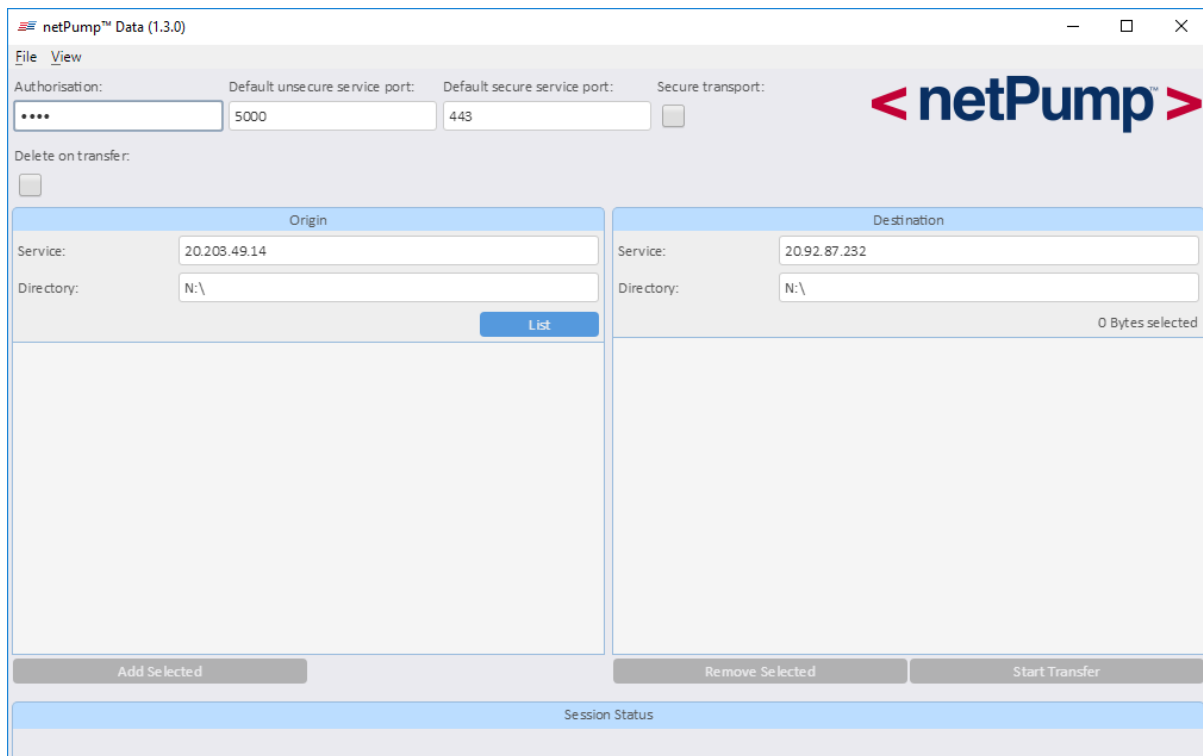 netPump™ Data (1.3.0)
File View
Authorisation: Default unsecure service port: Default secure service port: Secure transport:
•••• 5000 443
<netPump™>
Delete on transfer:
Origin
Service: 20.203.49.14
Directory: N:\
List
Destination
Service: 20.92.87.232
Directory: N:\
0 Bytes selected
Add Selected
Remove Selected Start Transfer
Session Status